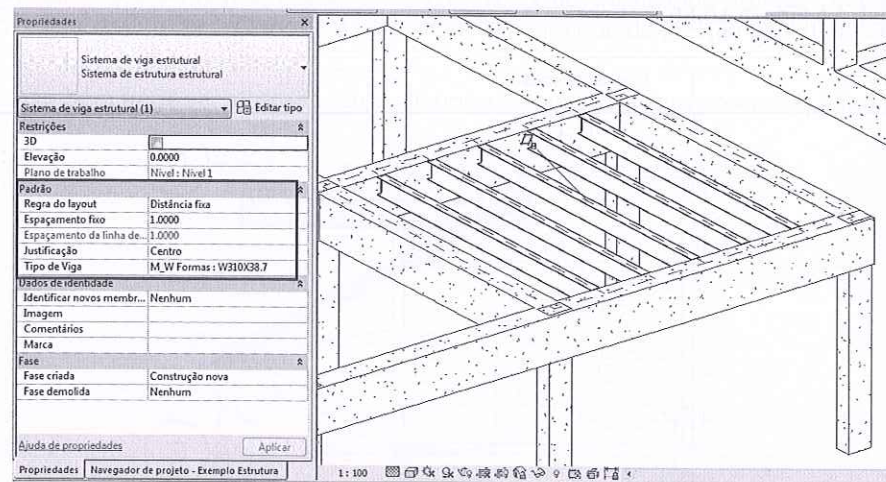 Propriedades
Sistema de viga estrutural
Sistema de estrutura estrutural
Sistema de viga estrutural (1) Editar tipo
Restrições
3D
Elevação 0.0000
Plano de trabalho Nível : Nível 1
Padrão
Regra do layout Distância fixa
Espaçamento fixo 1.0000
Espaçamento da linha de... 1.0000
Justificação Centro
Tipo de Viga M_W Formas : W310X38.7
Dados de identidade
Identificar novos membr... Nenhum
Imagem
Comentários
Marca
Fase
Fase criada Construção nova
Fase demolida Nenhum
Ajuda de propriedades Aplicar
Propriedades Navegador de projeto - Exemplo Estrutura
1 : 100